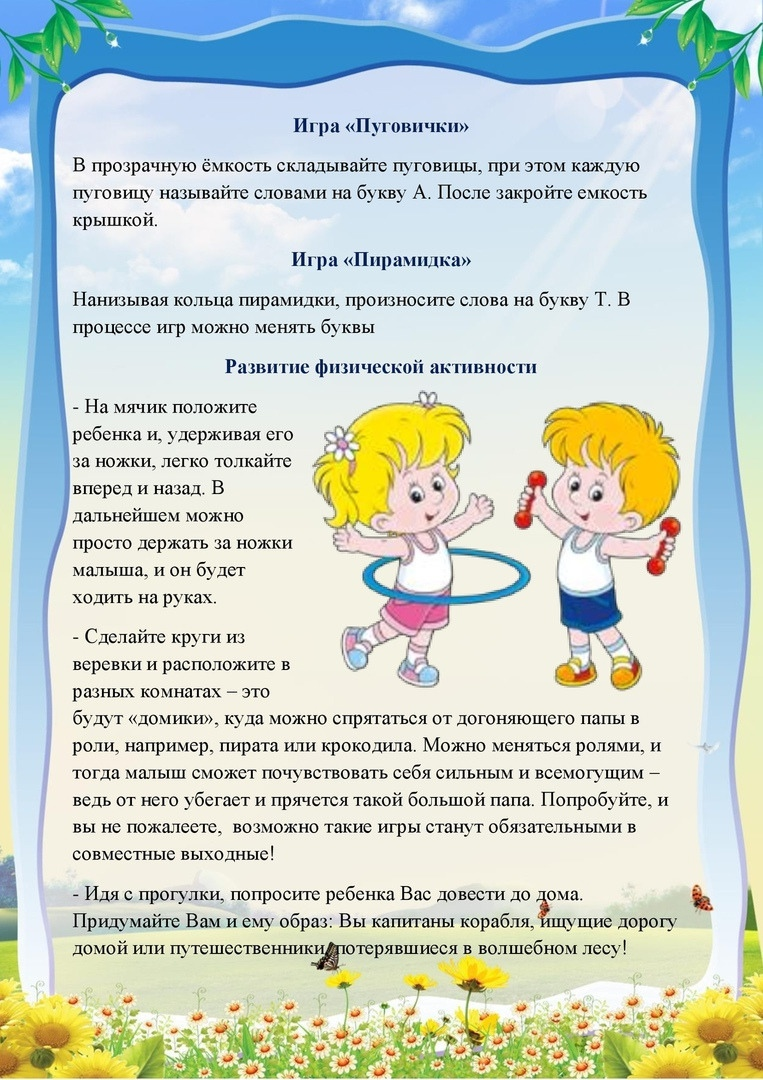 Игра «Пуговички»
В прозрачную ёмкость складывайте пуговицы, при этом каждую
пуговицу называйте словами на букву А. После закройте емкость
крышкой.
Игра «Пирамидка»
Нанизывая кольца пирамидки, произносите слова на букву Т. В
процессе игр можно менять буквы
Развитие физической активности
- На мячик положите
ребенка и, удерживая его
за ножки, легко толкайте
вперед и назад. В
дальнейшем можно
просто держать за ножки
малыша, и он будет
ходить на руках.
- Сделайте круги из
веревки и расположите в
разных комнатах – это
будут «домики», куда можно спрятаться от догоняющего папы в
роли, например, пирата или крокодила. Можно меняться ролями, и
тогда малыш сможет почувствовать себя сильным и всемогущим –
ведь от него убегает и прячется такой большой папа. Попробуйте, и
вы не пожалеете,  возможно такие игры станут обязательными в
совместные выходные!
- Идя с прогулки, попросите ребенка Вас довести до дома.
Придумайте Вам и ему образ: Вы капитаны корабля, ищущие дорогу
домой или путешественники, потерявшиеся в волшебном лесу!